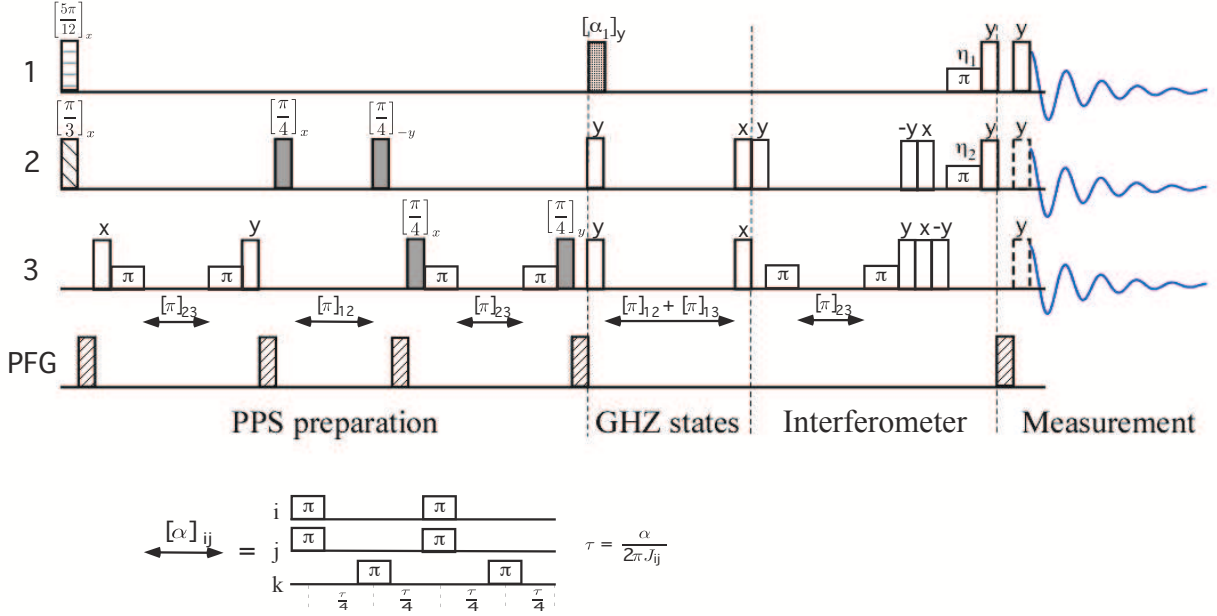 [5π/12]x [α1]y y y
1 η1 π
[π/3]x [π/4]x [π/4]-y y x y -y x y y
2 η2 π
x y [π/4]x [π/4]y y x y x -y y
3 π π π π π π
[π]23 [π]12 [π]23 [π]12 + [π]13 [π]23
PFG
PPS preparation GHZ states Interferometer Measurement
i π π
[α] ij = j π π τ = α/2πJij
k π π
τ/4 τ/4 τ/4 τ/4